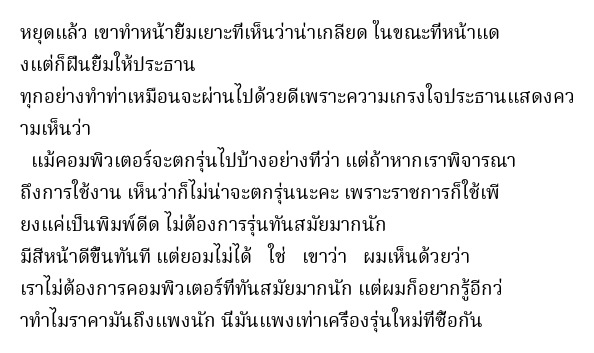 หยุดแล้ว เขาทำหน้ายิ้มเยาะที่เห็นว่าน่าเกลียด ในขณะที่หน้าแด
งแต่ก็ฝืนยิ้มให้ประธาน
ทุกอย่างทำท่าเหมือนจะผ่านไปด้วยดีเพราะความเกรงใจประธานแสดงคว
ามเห็นว่า
แม้คอมพิวเตอร์จะตกรุ่นไปบ้างอย่างที่ว่า แต่ถ้าหากเราพิจารณา
ถึงการใช้งาน เห็นว่าก็ไม่น่าจะตกรุ่นนะคะ เพราะราชการก็ใช้เพี
ยงแค่เป็นพิมพ์ดีด ไม่ต้องการรุ่นทันสมัยมากนัก
มีสีหน้าดีขึ้นทันที แต่ยอมไม่ได้ ใช่ เขาว่า ผมเห็นด้วยว่า
เราไม่ต้องการคอมพิวเตอร์ที่ทันสมัยมากนัก แต่ผมก็อยากรู้อีกว่
าทำไมราคามันถึงแพงนัก นี่มันแพงเท่าเครื่องรุ่นใหม่ที่ซื้อกัน